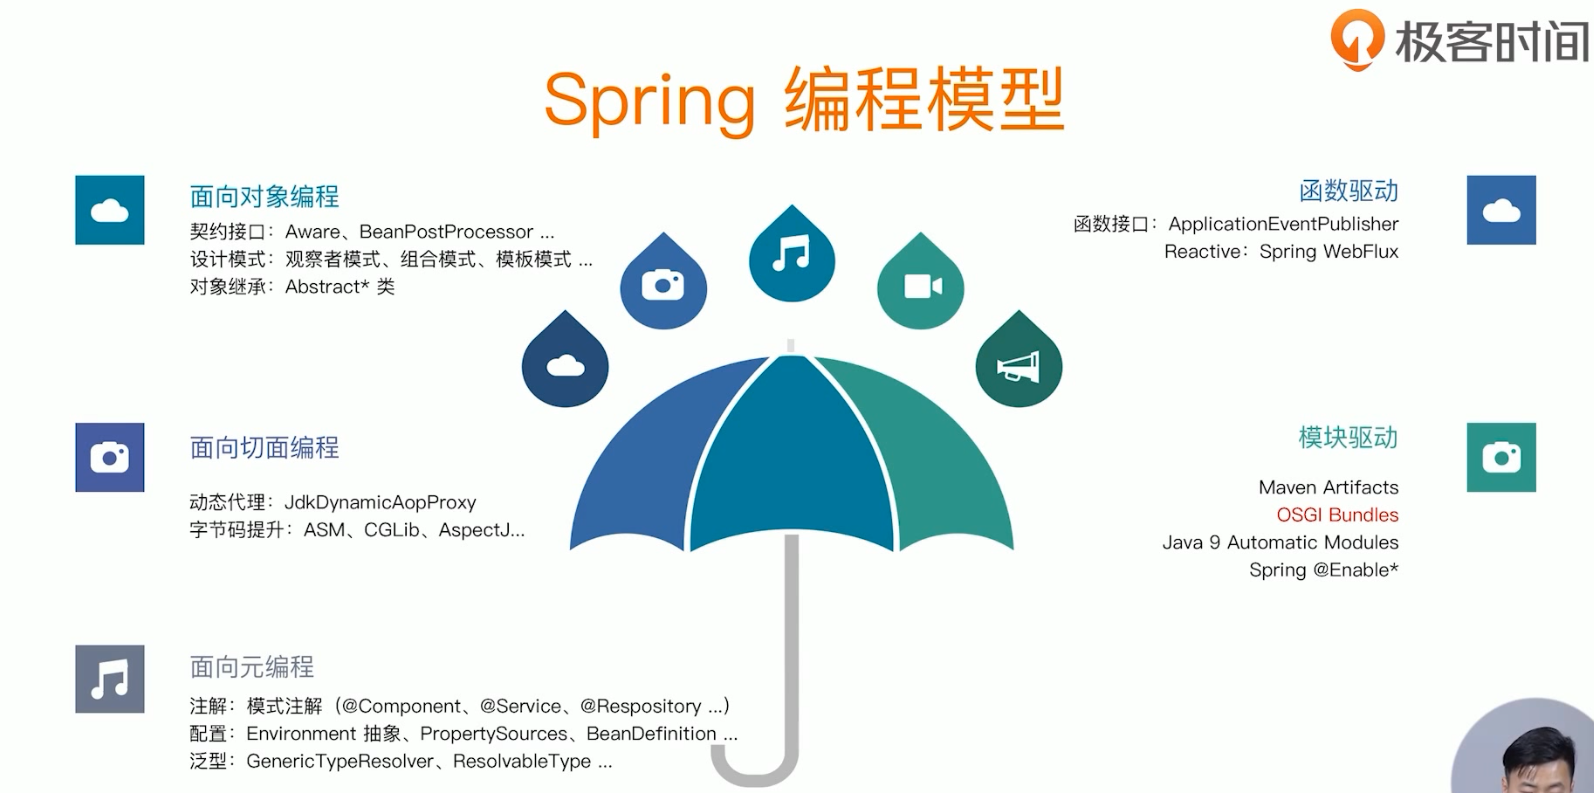 极客时间
Spring 编程模型
面向对象编程
契约接口：Aware、BeanPostProcessor ...
设计模式：观察者模式、组合模式、模板模式 ...
对象继承：Abstract* 类
函数驱动
函数接口：ApplicationEventPublisher
Reactive：Spring WebFlux
面向切面编程
动态代理：JdkDynamicAopProxy
字节码提升：ASM、CGLib、AspectJ...
模块驱动
Maven Artifacts
OSGI Bundles
Java 9 Automatic Modules
Spring @Enable*
面向元编程
注解：模式注解（@Component、@Service、@Respository ...）
配置：Environment 抽象、PropertySources、BeanDefinition ...
泛型：GenericTypeResolver、ResolvableType ...